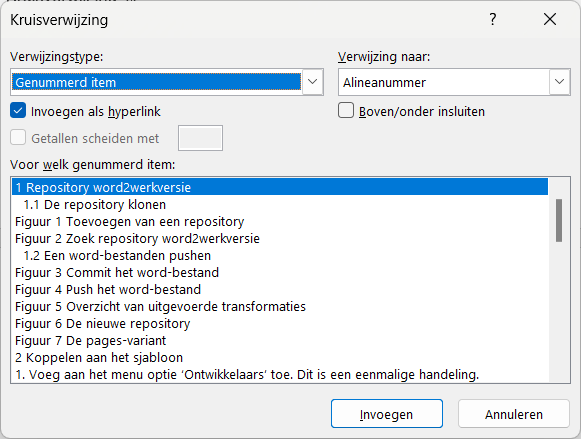 Kruisverwijzing
Verwijzingstype:
Verwijzing naar:
Genummerd item
Alineanummer
Invoegen als hyperlink
Boven/onder insluiten
Getallen scheiden met
Voor welk genummerd item:
1 Repository word2werkversie
1.1 De repository klonen
Figuur 1 Toevoegen van een repository
Figuur 2 Zoek repository word2werkversie
1.2 Een word-bestanden pushen
Figuur 3 Commit het word-bestand
Figuur 4 Push het word-bestand
Figuur 5 Overzicht van uitgevoerde transformaties
Figuur 6 De nieuwe repository
Figuur 7 De pages-variant
2 Koppelen aan het sjabloon
1. Voeg aan het menu optie ‘Ontwikkelaars’ toe. Dit is een eenmalige handeling.
Invoegen
Annuleren